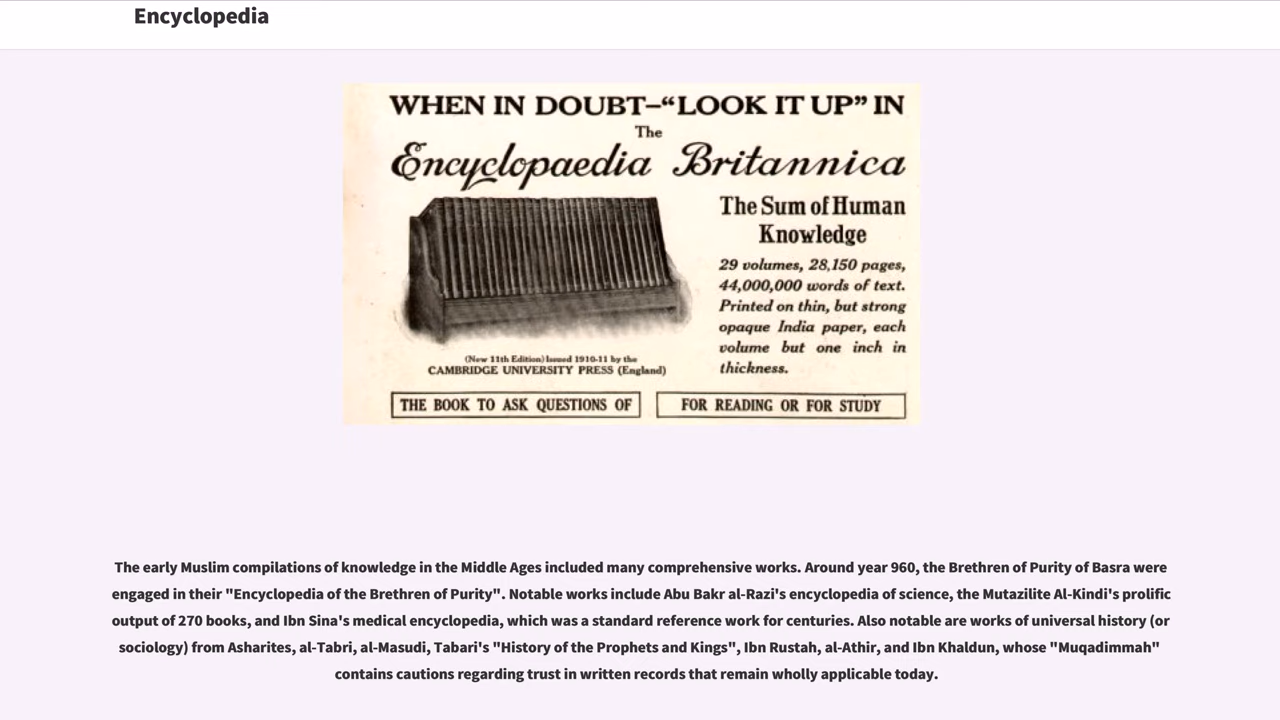 Encyclopedia
WHEN IN DOUBT—“LOOK IT UP” IN
The
Encyclopaedia Britannica
The Sum of Human
Knowledge
29 volumes, 28,150 pages,
44,000,000 words of text.
Printed on thin, but strong
opaque India paper, each
volume but one inch in
thickness.
(New 11th Edition) Issued 1910-11 by the
CAMBRIDGE UNIVERSITY PRESS (England)
THE BOOK TO ASK QUESTIONS OF
FOR READING OR FOR STUDY
The early Muslim compilations of knowledge in the Middle Ages included many comprehensive works. Around year 960, the Brethren of Purity of Basra were
engaged in their "Encyclopedia of the Brethren of Purity". Notable works include Abu Bakr al-Razi's encyclopedia of science, the Mutazilite Al-Kindi's prolific
output of 270 books, and Ibn Sina's medical encyclopedia, which was a standard reference work for centuries. Also notable are works of universal history (or
sociology) from Asharites, al-Tabri, al-Masudi, Tabari's "History of the Prophets and Kings", Ibn Rustah, al-Athir, and Ibn Khaldun, whose "Muqadimmah"
contains cautions regarding trust in written records that remain wholly applicable today.